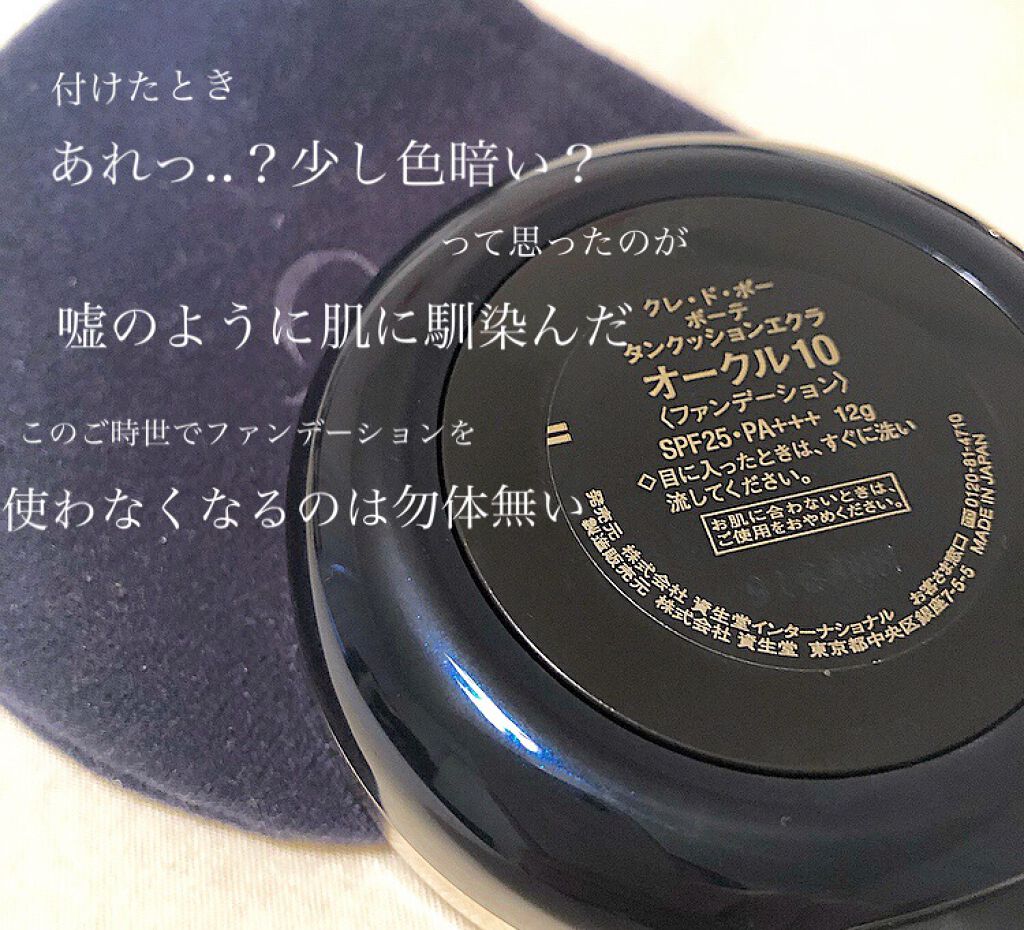 付けたとき
あれっ..？少し色暗い？
って思ったのが
嘘のように肌に馴染んだ
このご時世でファンデーションを
使わなくなるのは勿体無い
クレ・ド・ポー
ボーテ
タンクッションエクラ
オークル10
〈ファンデーション〉
SPF25・PA+++ 12g
◇目に入ったときは、すぐに洗い
流してください。
お肌に合わないときは、
ご使用をおやめください。
発売元 株式会社 資生堂インターナショナル お客さま窓口 0120-81-4710
製造販売元 株式会社 資生堂 東京都中央区銀座7-5-5 MADE IN JAPAN